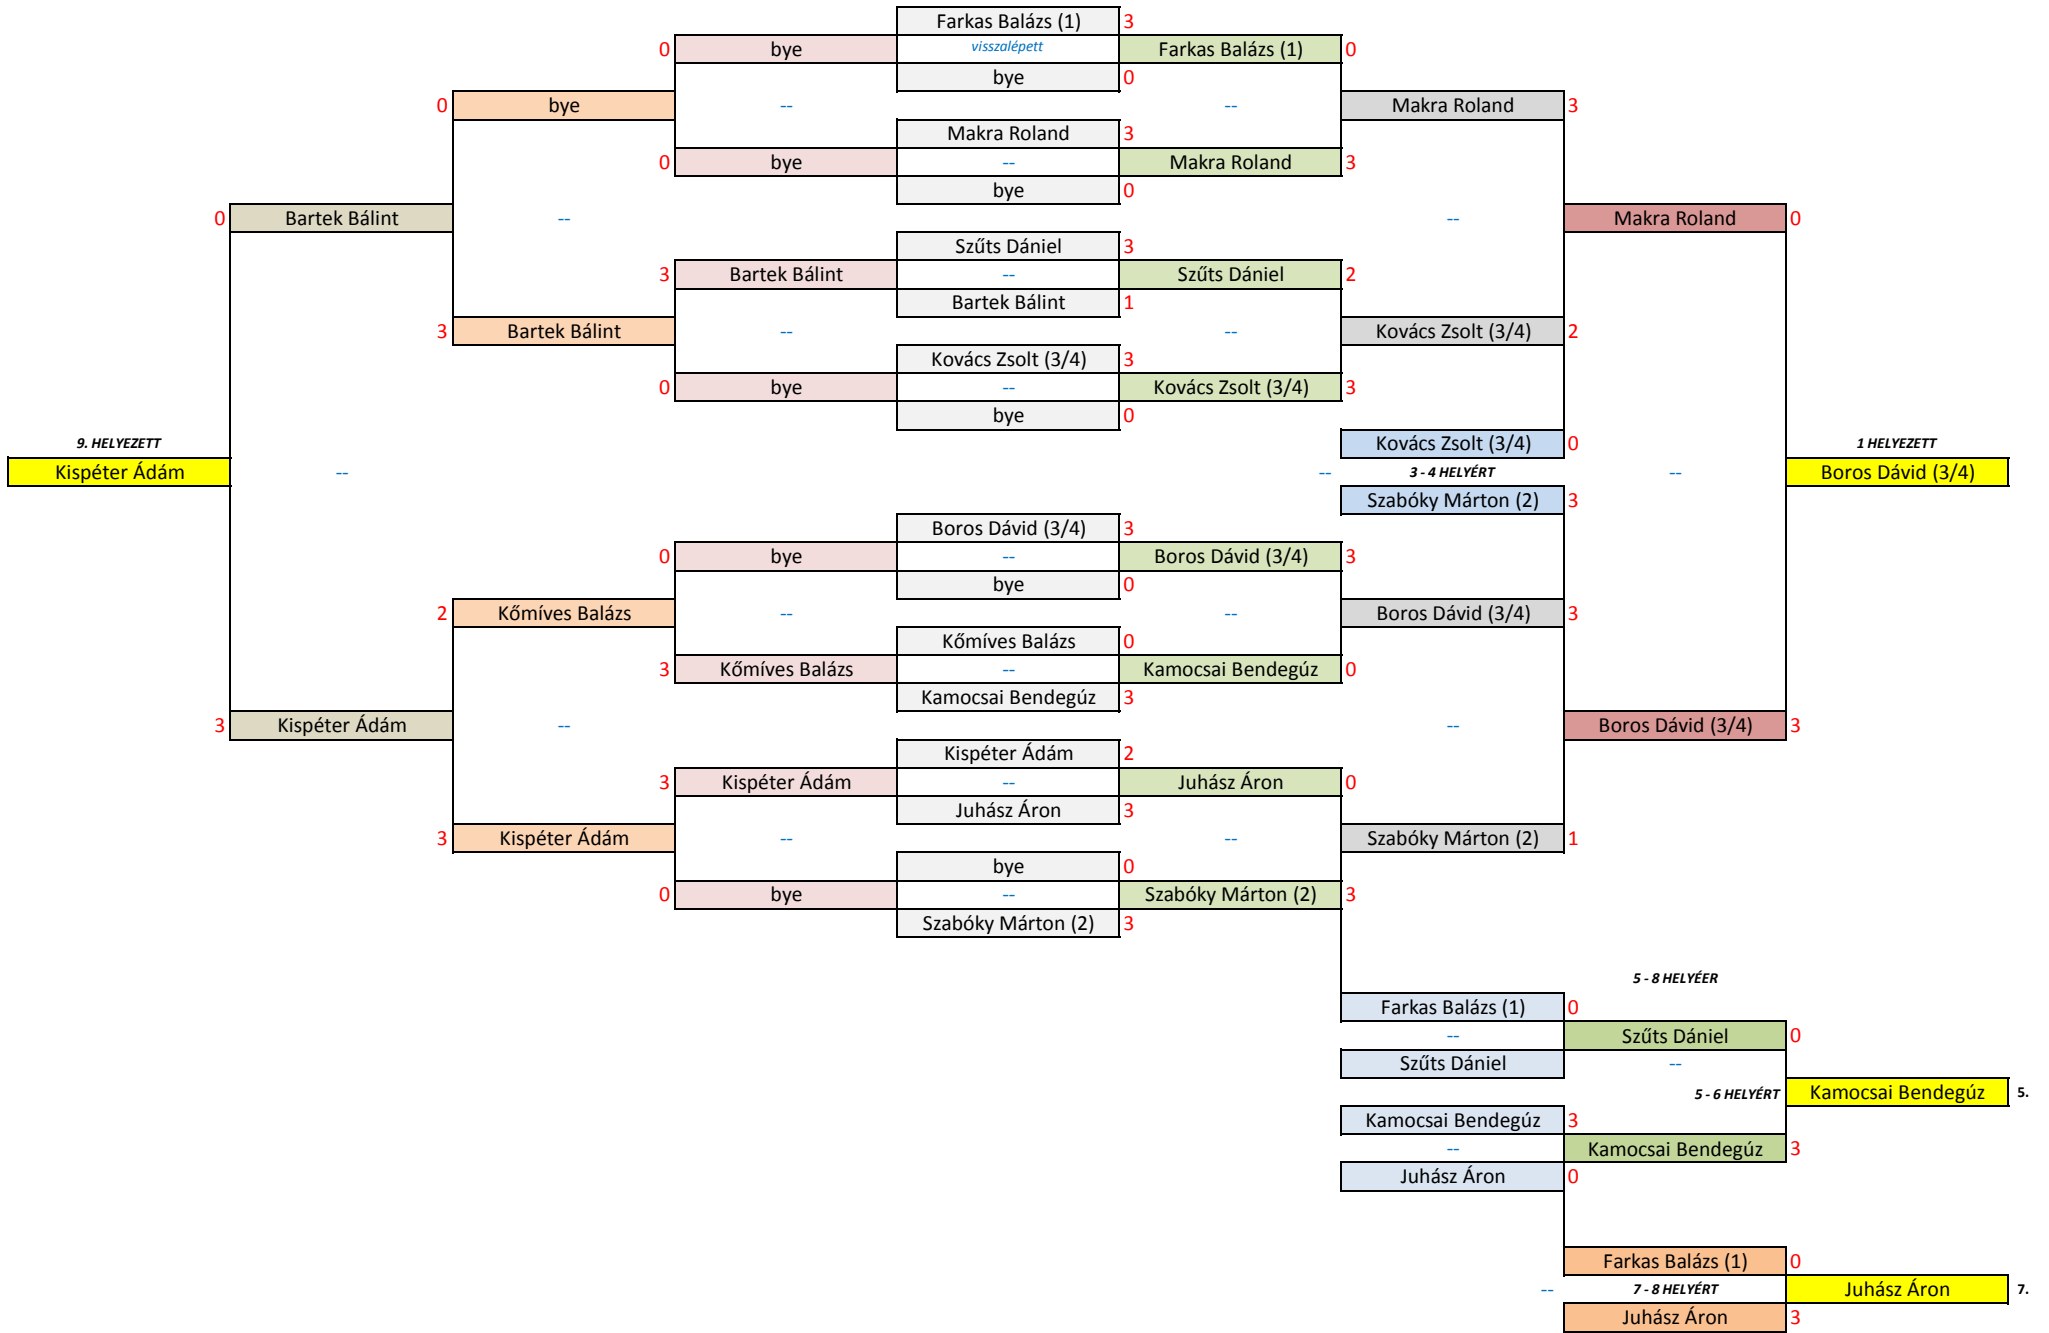 Farkas Balázs (1) 3
0 bye visszalépett Farkas Balázs (1) 0
bye 0
0 bye -- -- Makra Roland 3
Makra Roland 3
0 bye -- Makra Roland 3
bye 0
0 Bartek Bálint -- -- Makra Roland 0
Szűts Dániel 3
3 Bartek Bálint -- Szűts Dániel 2
Bartek Bálint 1
3 Bartek Bálint -- -- Kovács Zsolt (3/4) 2
Kovács Zsolt (3/4) 3
0 bye -- Kovács Zsolt (3/4) 3
bye 0
9. HELYEZETT Kovács Zsolt (3/4) 0 1 HELYEZETT
Kispéter Ádám -- -- 3 - 4 HELYÉRT -- Boros Dávid (3/4)
Szabóky Márton (2) 3
Boros Dávid (3/4) 3
0 bye -- Boros Dávid (3/4) 3
bye 0
2 Kőmíves Balázs -- -- Boros Dávid (3/4) 3
Kőmíves Balázs 0
3 Kőmíves Balázs -- Kamocsai Bendegúz 0
Kamocsai Bendegúz 3
3 Kispéter Ádám -- -- Boros Dávid (3/4) 3
Kispéter Ádám 2
3 Kispéter Ádám -- Juhász Áron 0
Juhász Áron 3
3 Kispéter Ádám -- -- Szabóky Márton (2) 1
bye 0
0 bye -- Szabóky Márton (2) 3
Szabóky Márton (2) 3
5 - 8 HELYÉER
Farkas Balázs (1) 0
-- Szűts Dániel 0
Szűts Dániel --
5 - 6 HELYÉRT Kamocsai Bendegúz 5.
Kamocsai Bendegúz 3
-- Kamocsai Bendegúz 3
Juhász Áron 0
Farkas Balázs (1) 0
-- 7 - 8 HELYÉRT Juhász Áron 7.
Juhász Áron 3